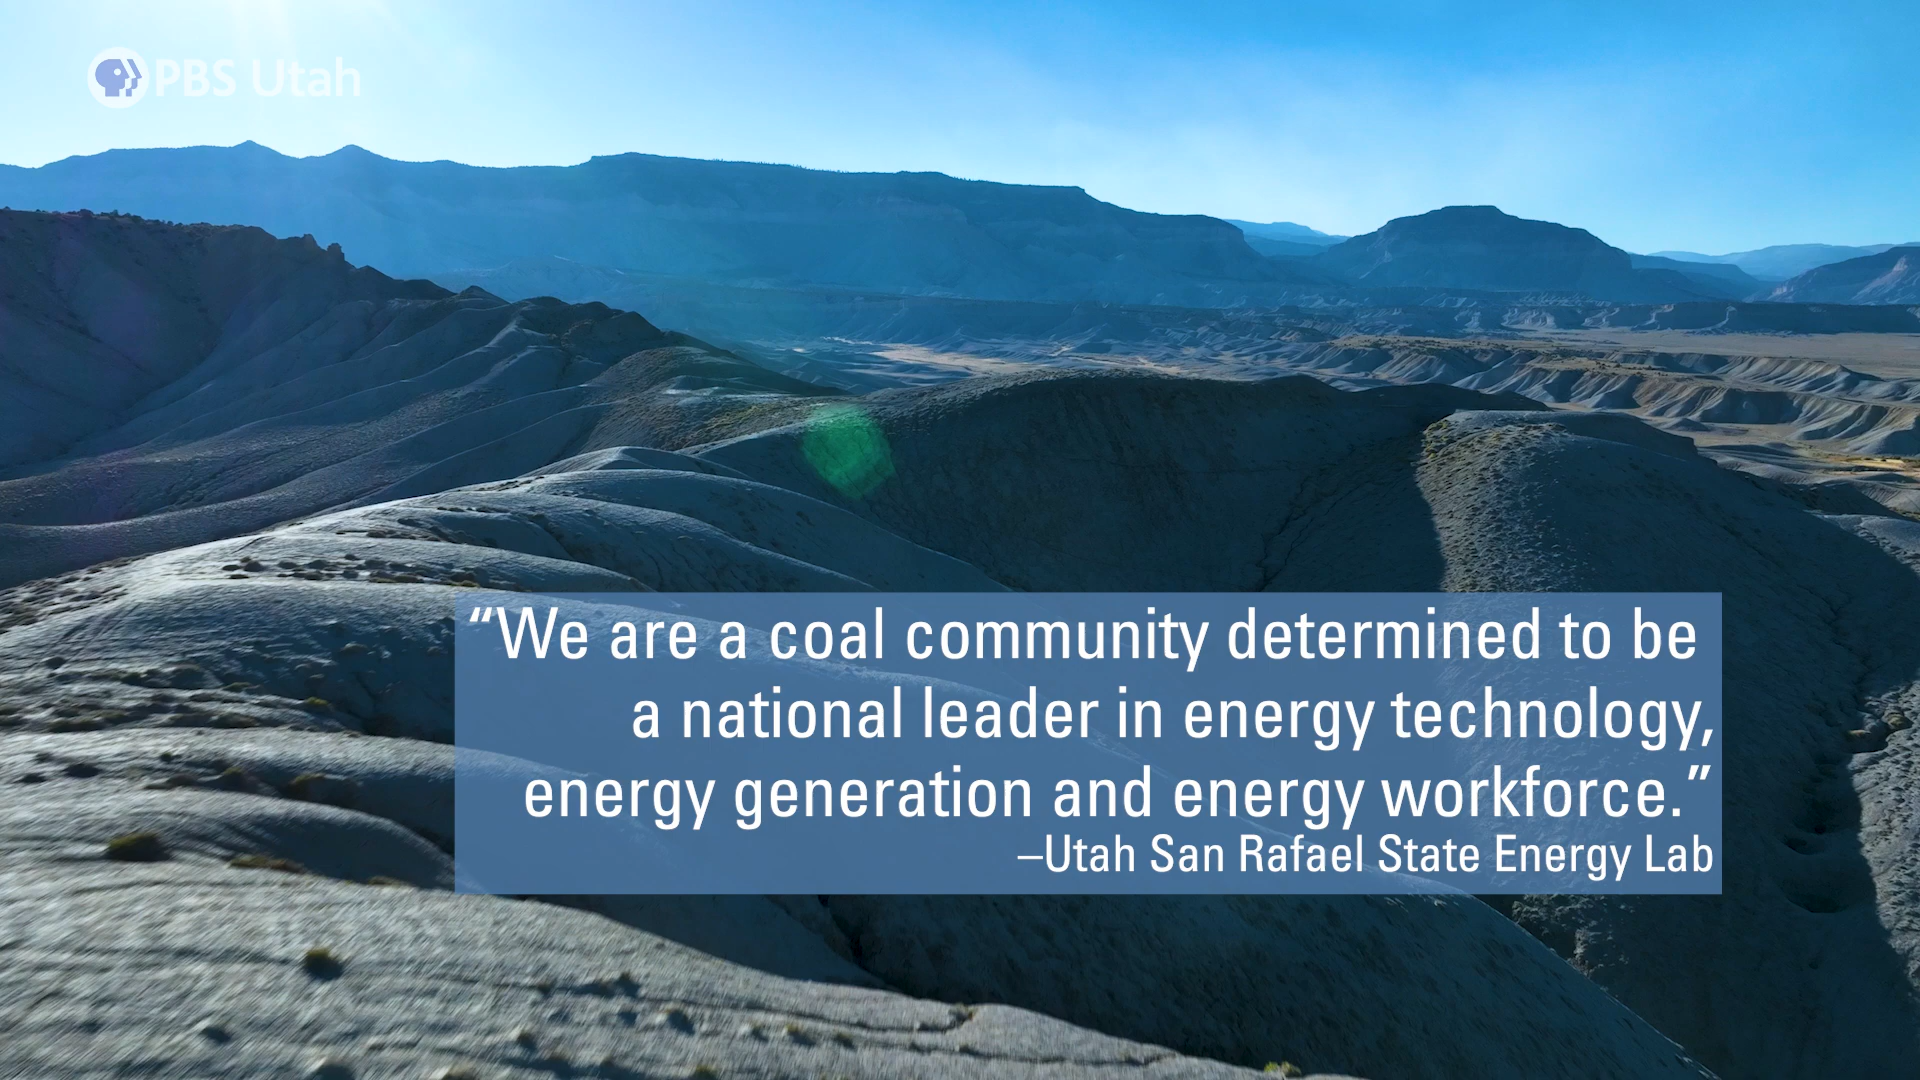 PBS Utah
“We are a coal community determined to be
a national leader in energy technology,
energy generation and energy workforce.”
–Utah San Rafael State Energy Lab